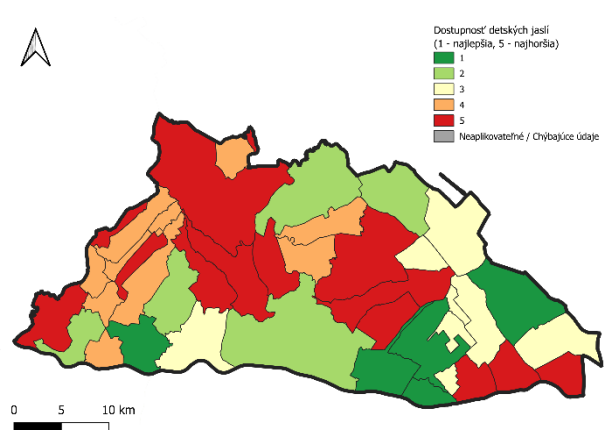 Dostupnosť detských jaslí
(1 - najlepšia, 5 - najhoršia)
1
2
3
4
5
Neaplikovateľné / Chýbajúce údaje
0 5 10 km